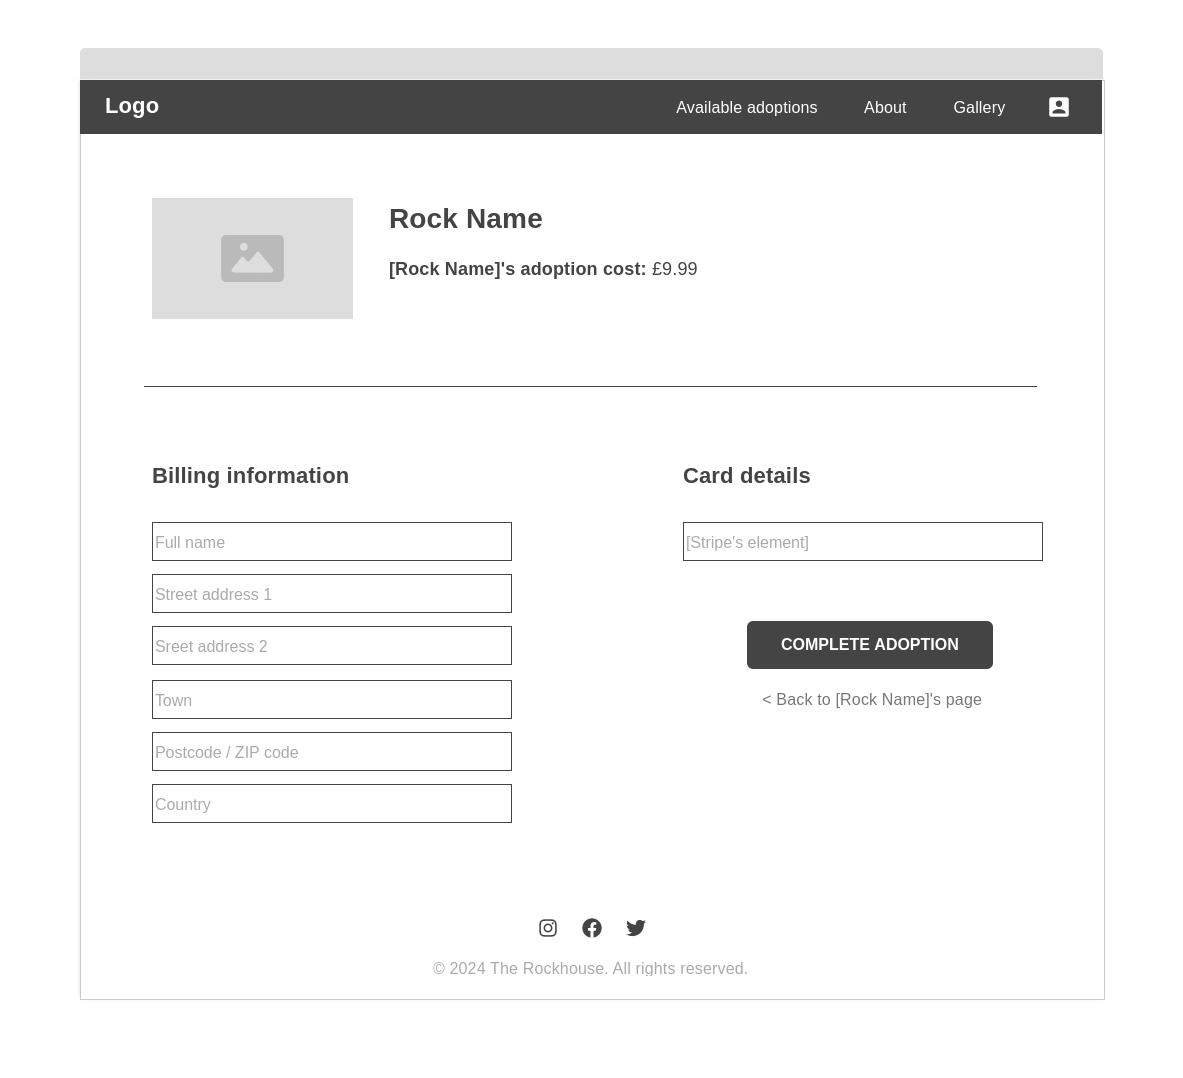 Logo
Available adoptions
About
Gallery
Rock Name
[Rock Name]'s adoption cost: £9.99
Billing information
Card details
Full name
[Stripe's element]
Street address 1
Sreet address 2
COMPLETE ADOPTION
Town
< Back to [Rock Name]'s page
Postcode / ZIP code
Country
© 2024 The Rockhouse. All rights reserved.